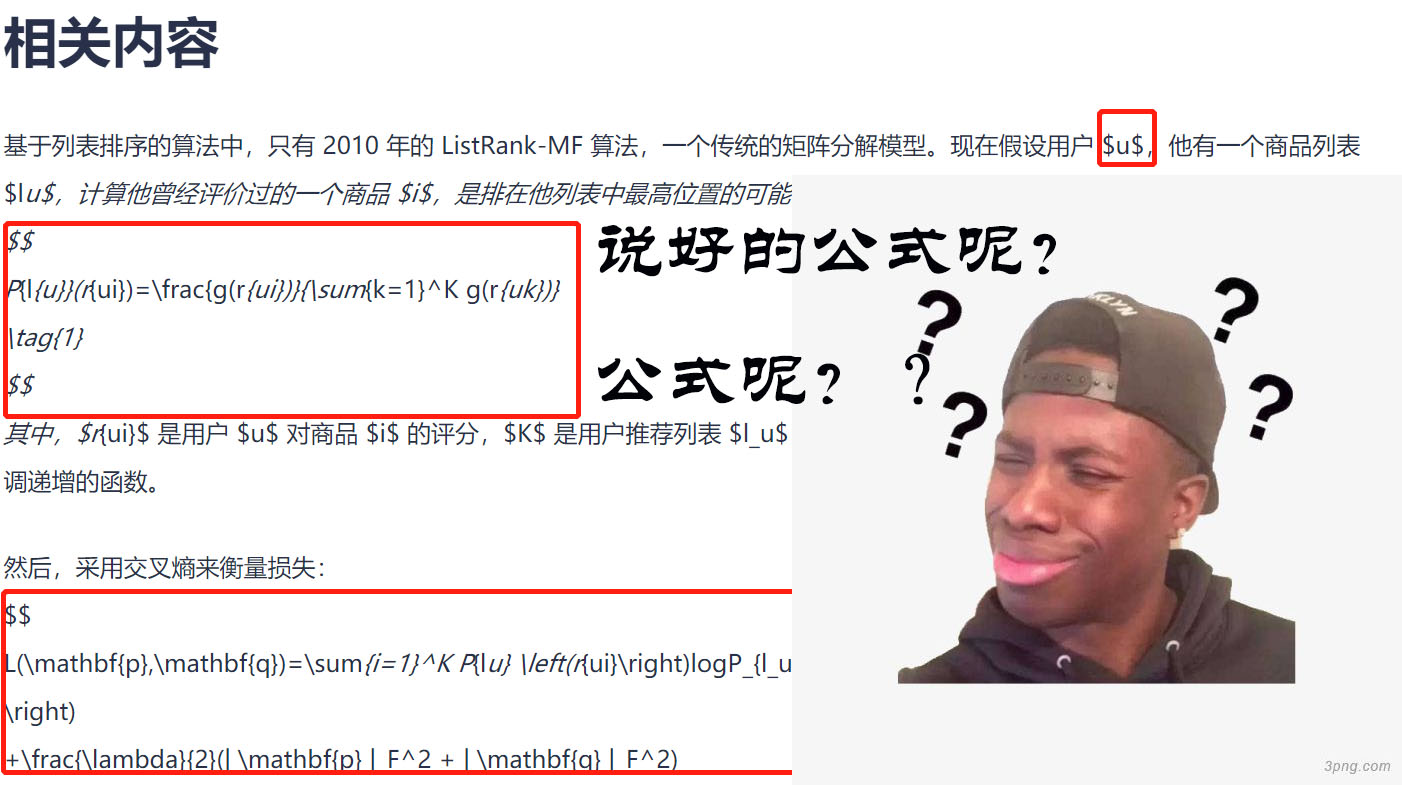 相关内容
基于列表排序的算法中，只有 2010 年的 ListRank-MF 算法，一个传统的矩阵分解模型。现在假设用户 $u$，他有一个商品列表
$lu$，计算他曾经评价过的一个商品 $i$，是排在他列表中最高位置的可能
$$
P{l{u}}(r{ui})=\frac{g(r{ui})}{\sum{k=1}^K g(r{uk})}
\tag{1}
$$
说好的公式呢？
公式呢？ ？
? ? ? ?
KLYN
其中，$r{ui}$ 是用户 $u$ 对商品 $i$ 的评分，$K$ 是用户推荐列表 $l_u$
调递增的函数。
然后，采用交叉熵来衡量损失：
$$
L(\mathbf{p},\mathbf{q})=\sum{i=1}^K P{lu} \left(r{ui}\right)logP_{l_u
\right)
+\frac{\lambda}{2}(| \mathbf{p} | F^2 + | \mathbf{q} | F^2)
3png.com